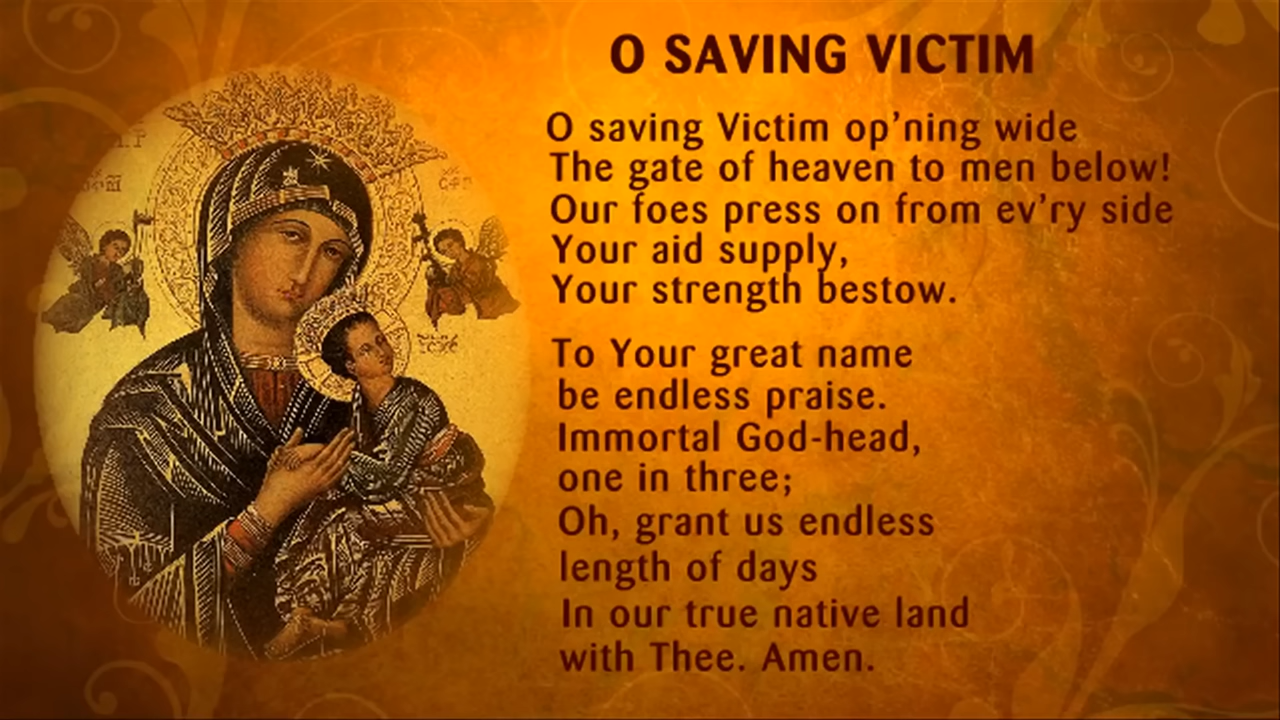 O SAVING VICTIM
O saving Victim op'ning wide
The gate of heaven to men below!
Our foes press on from ev'ry side
Your aid supply,
Your strength bestow.
To Your great name
be endless praise.
Immortal God-head,
one in three;
Oh, grant us endless
length of days
In our true native land
with Thee. Amen.